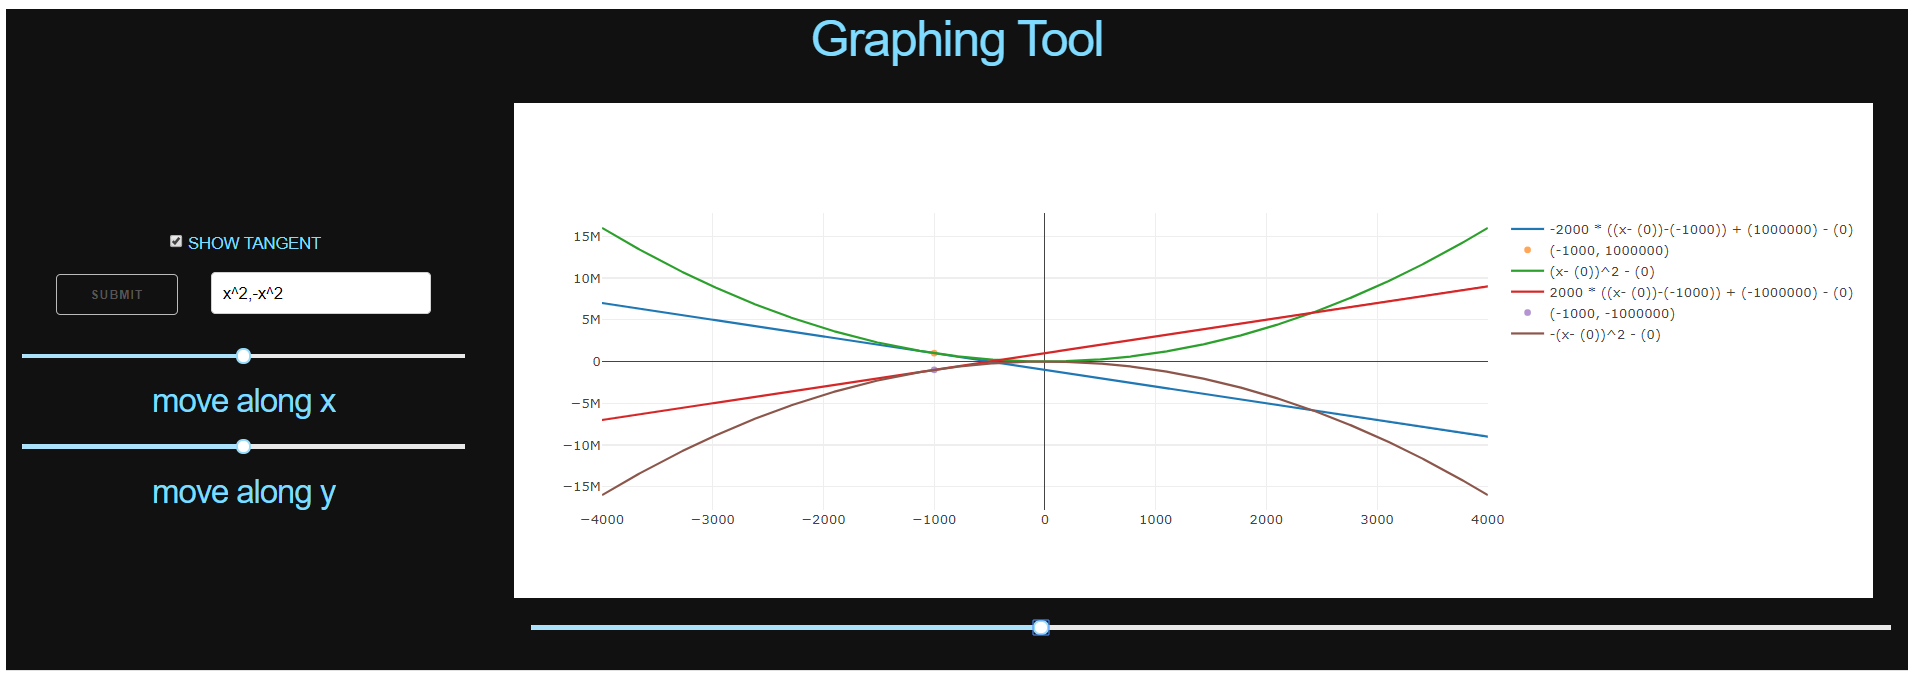 Graphing Tool
SHOW TANGENT
SUBMIT
x^2,-x^2
move along x
move along y
15M
10M
5M
0
−5M
−10M
−15M
−4000 −3000 −2000 −1000 0 1000 2000 3000 4000
-2000 * ((x- (0))-(-1000)) + (1000000) - (0)
(-1000, 1000000)
(x- (0))^2 - (0)
2000 * ((x- (0))-(-1000)) + (-1000000) - (0)
(-1000, -1000000)
-(x- (0))^2 - (0)